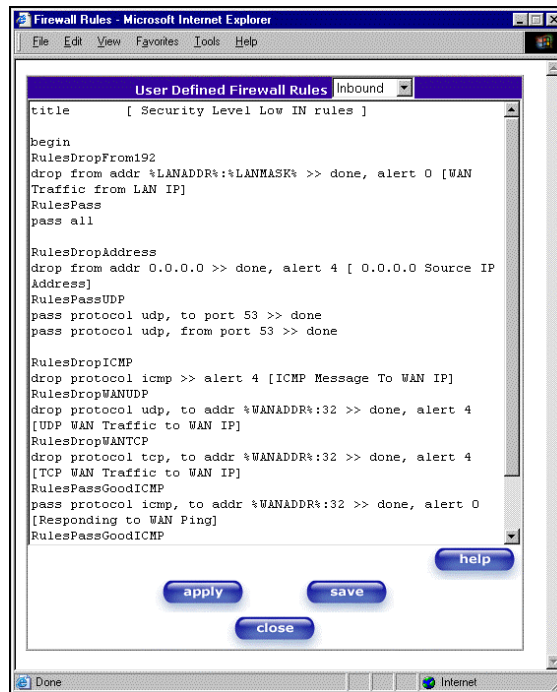 Firewall Rules - Microsoft Internet Explorer
File Edit View Favorites Tools Help
User Defined Firewall Rules Inbound
title [ Security Level Low IN rules ]
begin
RulesDropFrom192
drop from addr %LANADDR%:%LANMASK% >> done, alert 0 [WAN
Traffic from LAN IP]
RulesPass
pass all
RulesDropAddress
drop from addr 0.0.0.0 >> done, alert 4 [ 0.0.0.0 Source IP
Address]
RulesPassUDP
pass protocol udp, to port 53 >> done
pass protocol udp, from port 53 >> done
RulesDropICMP
drop protocol icmp >> alert 4 [ICMP Message To WAN IP]
RulesDropWANUDP
drop protocol udp, to addr %WANADDR%:32 >> done, alert 4
[UDP WAN Traffic to WAN IP]
RulesDropWANTCP
drop protocol tcp, to addr %WANADDR%:32 >> done, alert 4
[TCP WAN Traffic to WAN IP]
RulesPassGoodICMP
pass protocol icmp, to addr %WANADDR%:32 >> done, alert 0
[Responding to WAN Ping]
RulesPassGoodICMP
help
apply save
close
Done Internet